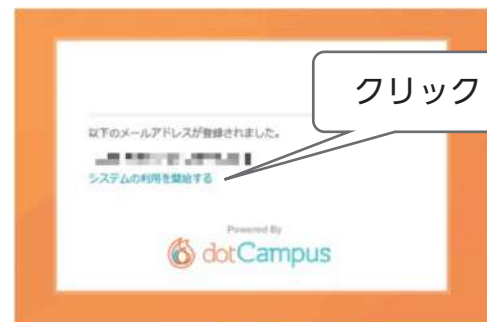 クリック
以下のメールアドレスが登録されました。
システムの利用を開始する
Powered By
dotCampus